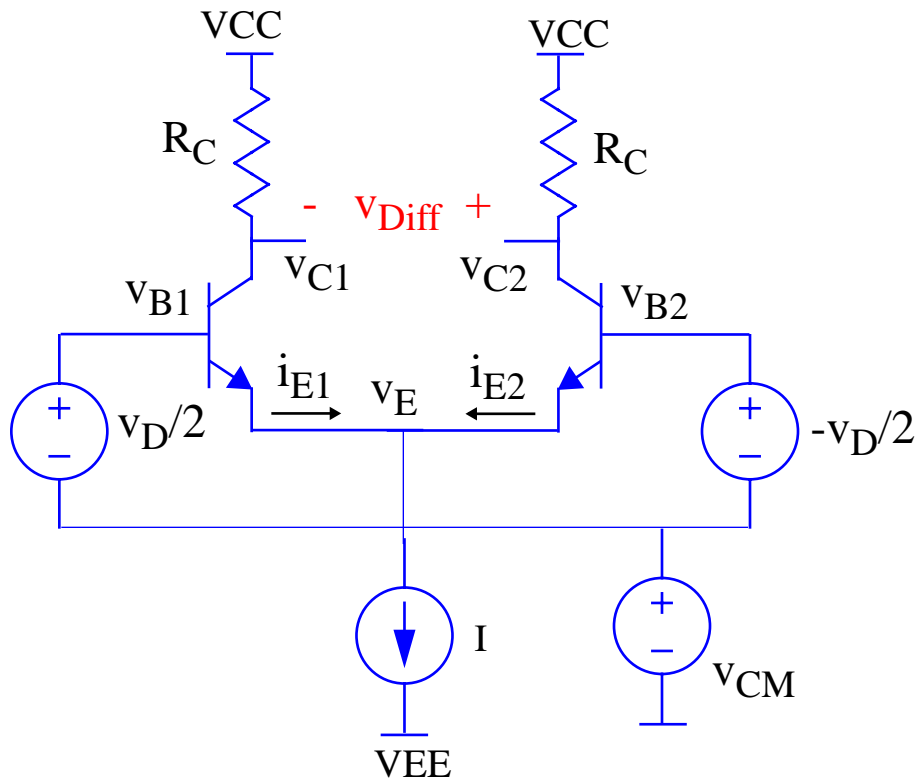 VCC VCC
R_C R_C
- v_Diff +
v_C1 v_C2
v_B1 v_B2
i_E1 v_E i_E2
+ + 
v_D/2 -v_D/2
− −
+
I
−
v_CM
VEE